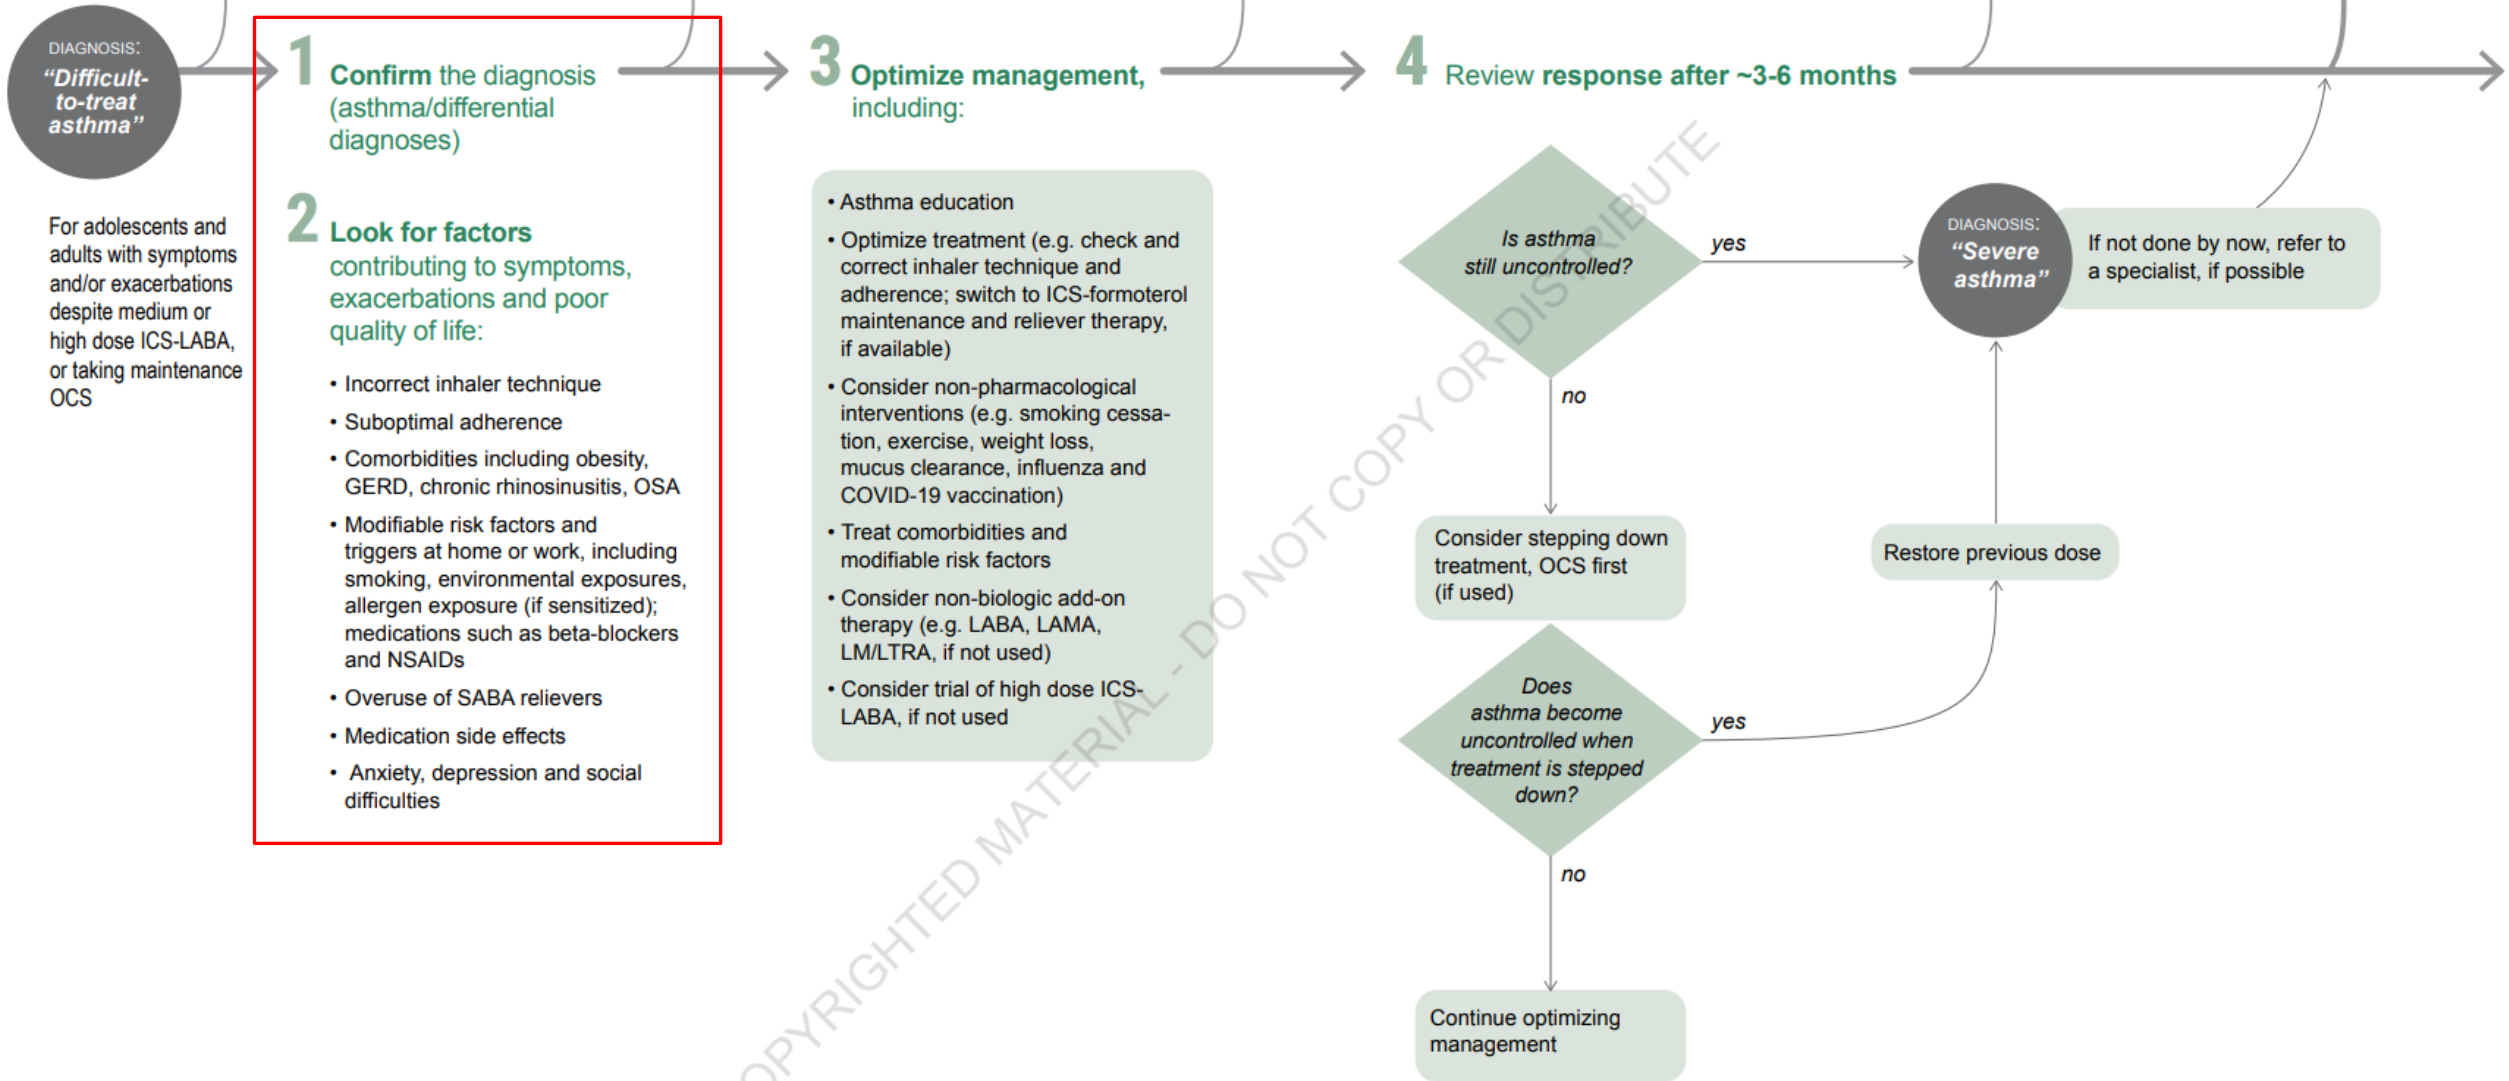 DIAGNOSIS:
“Difficult-
to-treat
asthma”
For adolescents and
adults with symptoms
and/or exacerbations
despite medium or
high dose ICS-LABA,
or taking maintenance
OCS
1 Confirm the diagnosis
(asthma/differential
diagnoses)
2 Look for factors
contributing to symptoms,
exacerbations and poor
quality of life:
• Incorrect inhaler technique
• Suboptimal adherence
• Comorbidities including obesity,
GERD, chronic rhinosinusitis, OSA
• Modifiable risk factors and
triggers at home or work, including
smoking, environmental exposures,
allergen exposure (if sensitized);
medications such as beta-blockers
and NSAIDs
• Overuse of SABA relievers
• Medication side effects
• Anxiety, depression and social
difficulties
3 Optimize management,
including:
• Asthma education
• Optimize treatment (e.g. check and
correct inhaler technique and
adherence; switch to ICS-formoterol
maintenance and reliever therapy,
if available)
• Consider non-pharmacological
interventions (e.g. smoking cessa-
tion, exercise, weight loss,
mucus clearance, influenza and
COVID-19 vaccination)
• Treat comorbidities and
modifiable risk factors
• Consider non-biologic add-on
therapy (e.g. LABA, LAMA,
LM/LTRA, if not used)
• Consider trial of high dose ICS-
LABA, if not used
4 Review response after ~3-6 months
Is asthma
still uncontrolled?
yes
no
DIAGNOSIS:
“Severe
asthma”
If not done by now, refer to
a specialist, if possible
Consider stepping down
treatment, OCS first
(if used)
Restore previous dose
Does
asthma become
uncontrolled when
treatment is stepped
down?
yes
no
Continue optimizing
management
OPYRIGHTED MATERIAL - DO NOT COPY OR DISTRIBUTE